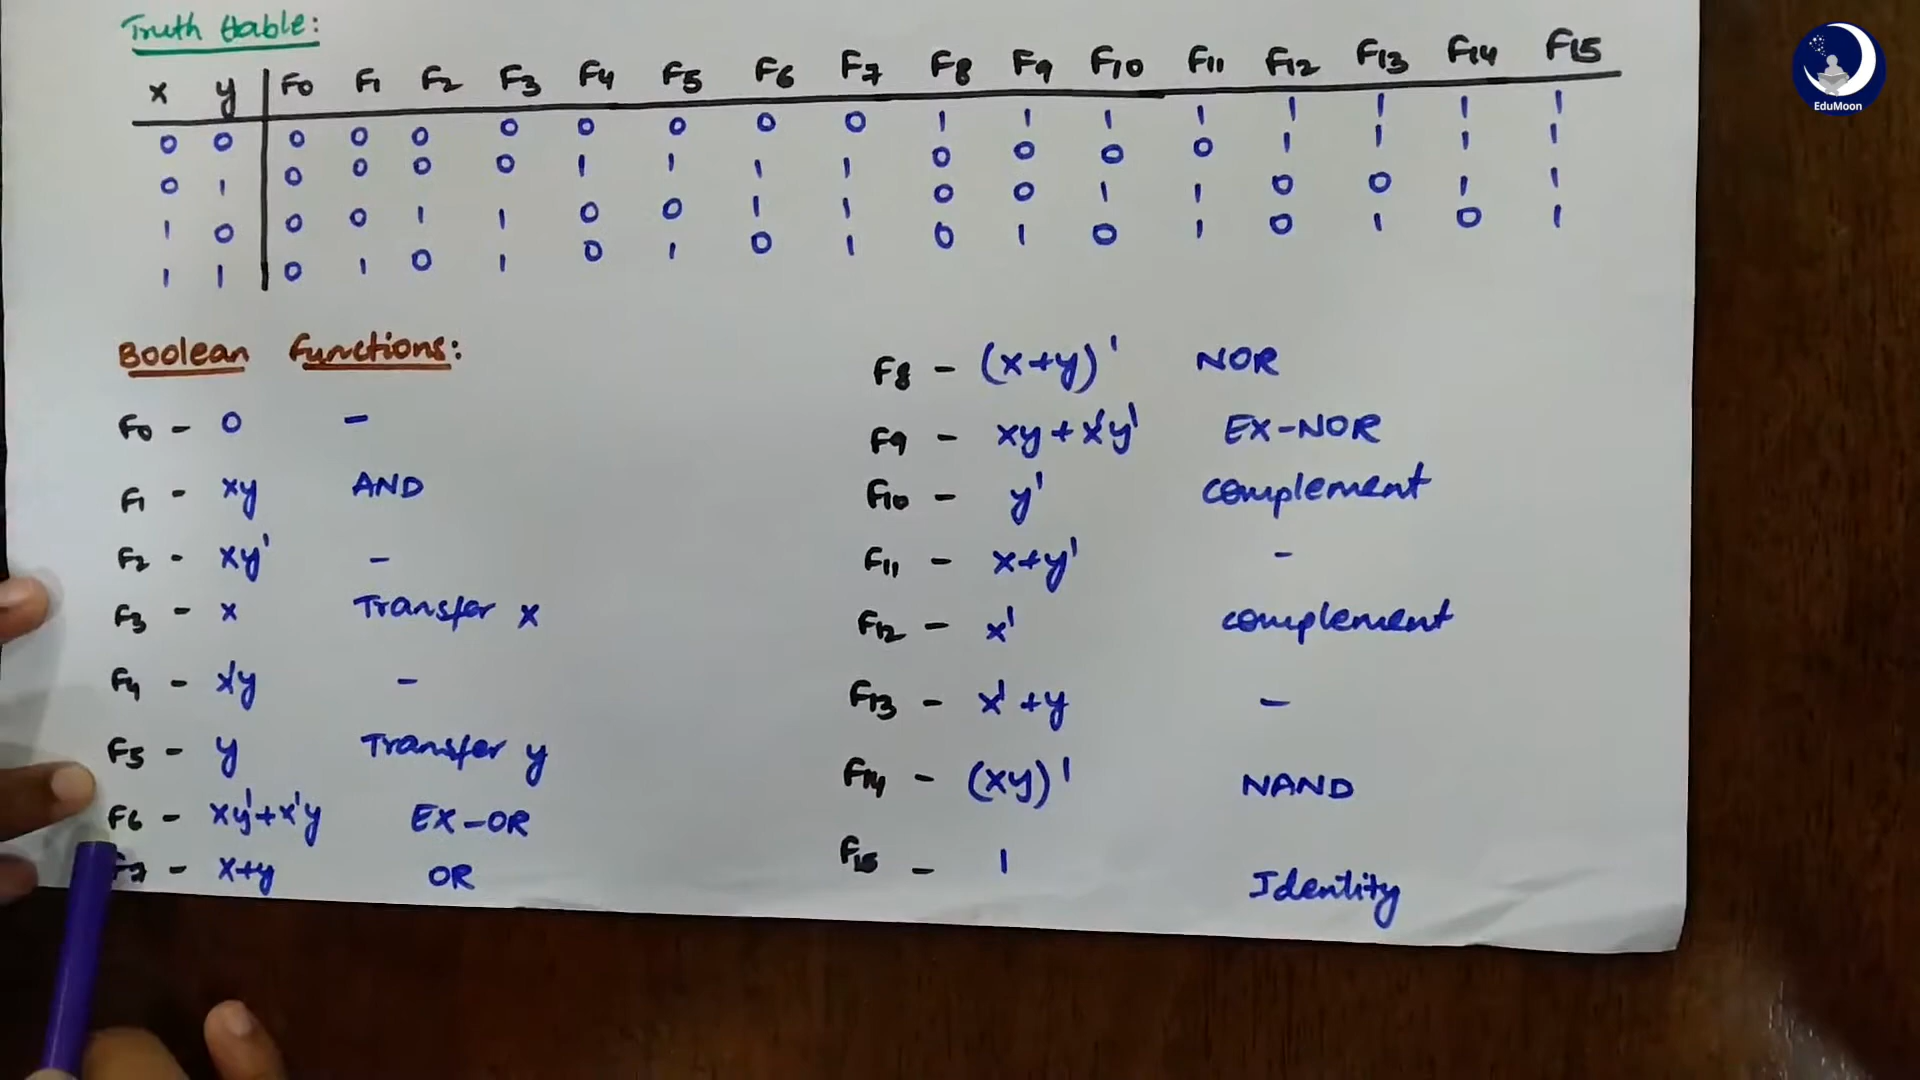 Truth table:
x y F0 F1 F2 F3 F4 F5 F6 F7 F8 F9 F10 F11 F12 F13 F14 F15
0 0 0 0 0 0 0 0 0 0 1 1 1 1 1 1 1 1
0 1 0 0 0 0 1 1 1 1 0 0 0 0 1 1 1 1
1 0 0 0 1 1 0 0 1 1 0 0 1 1 0 0 1 1
1 1 0 1 0 1 0 1 0 1 0 1 0 1 0 1 0 1
Boolean Functions:
F0 - 0 -
F1 - xy AND
F2 - xy' -
F3 - x Transfer x
F4 - x'y -
F5 - y Transfer y
F6 - xy'+x'y EX-OR
F7 - x+y OR
F8 - (x+y)' NOR
F9 - xy+x'y' EX-NOR
F10 - y' complement
F11 - x+y' -
F12 - x' complement
F13 - x'+y -
F14 - (xy)' NAND
F15 - 1 Identity
EduMoon